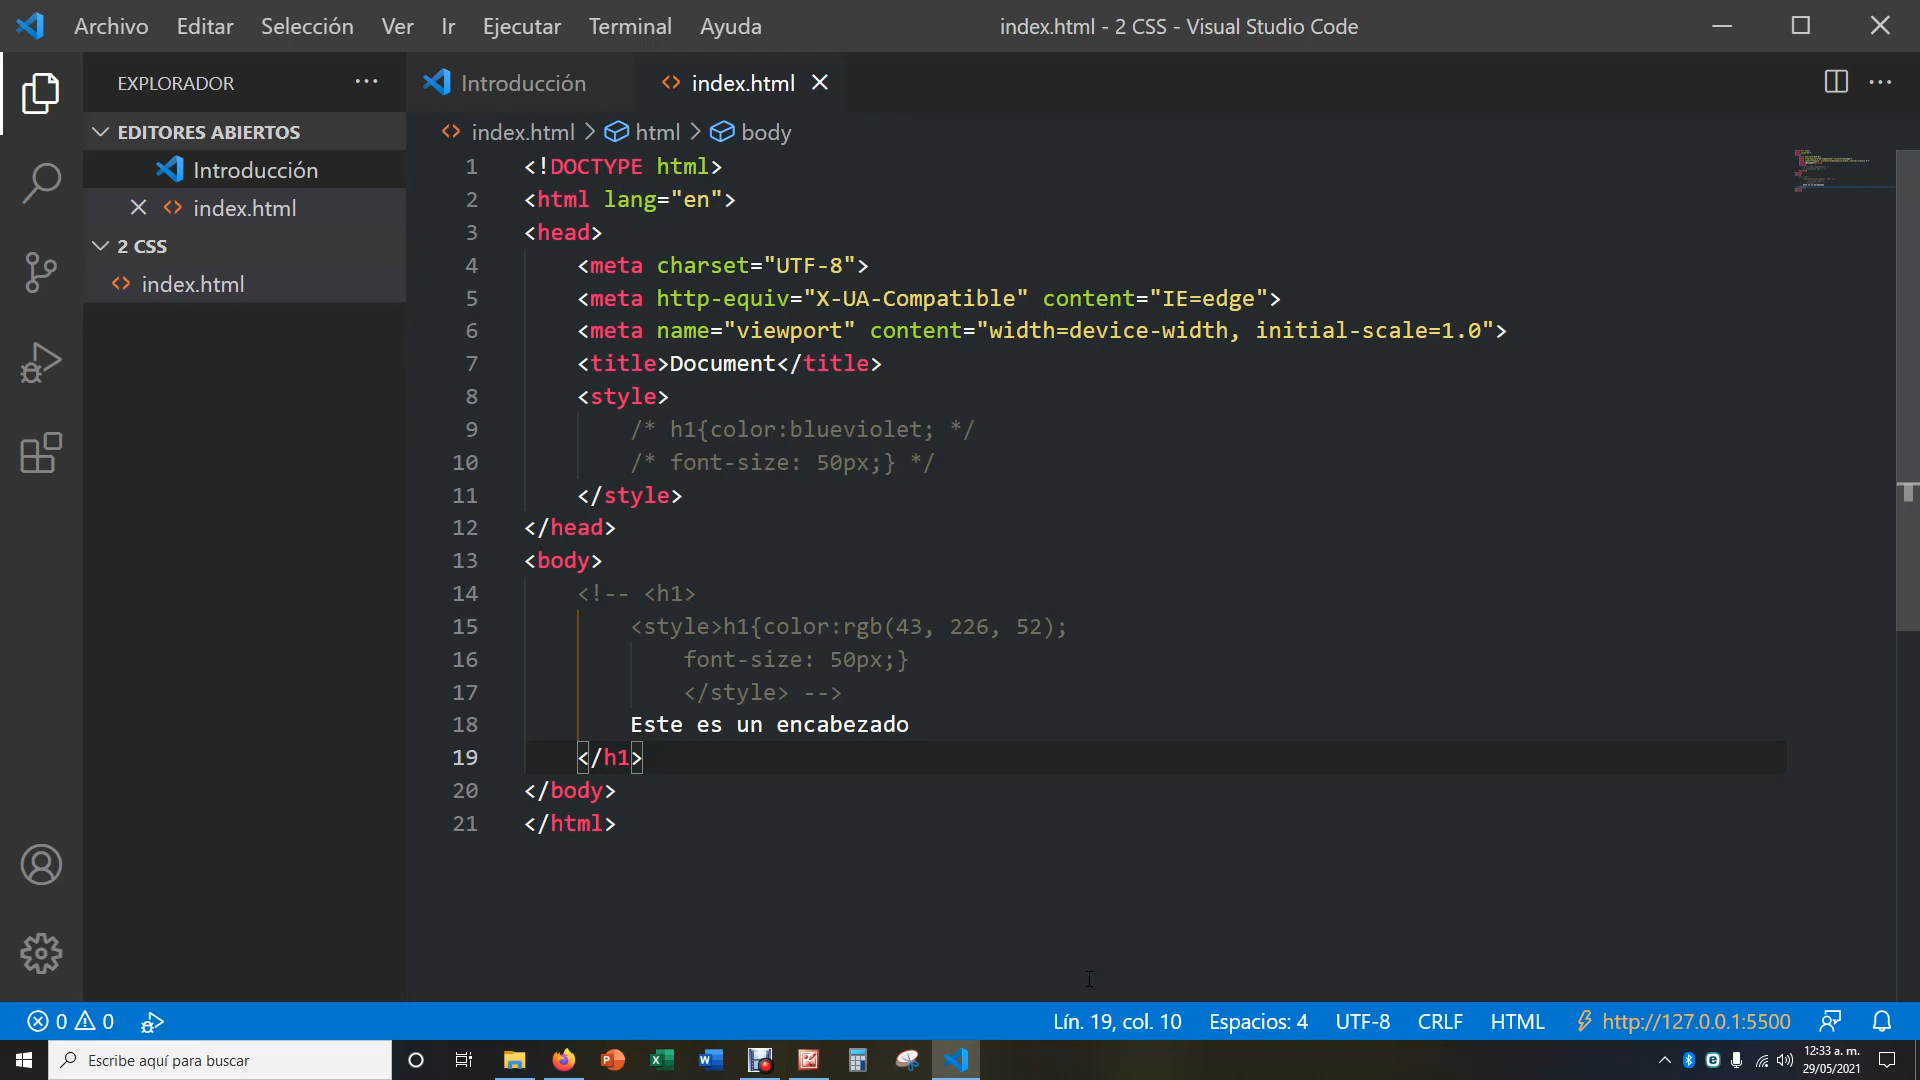 Archivo Editar Selección Ver Ir Ejecutar Terminal Ayuda index.html - 2 CSS - Visual Studio Code
EXPLORADOR ··· Introducción <> index.html ···
EDITORES ABIERTOS
Introducción
<> index.html
2 CSS
<> index.html
<> index.html > html > body
1 <!DOCTYPE html>
2 <html lang="en">
3 <head>
4 <meta charset="UTF-8">
5 <meta http-equiv="X-UA-Compatible" content="IE=edge">
6 <meta name="viewport" content="width=device-width, initial-scale=1.0">
7 <title>Document</title>
8 <style>
9 /* h1{color:blueviolet; */
10 /* font-size: 50px;} */
11 </style>
12 </head>
13 <body>
14 <!-- <h1>
15 <style>h1{color:rgb(43, 226, 52);
16 font-size: 50px;}
17 </style> -->
18 Este es un encabezado
19 </h1>
20 </body>
21 </html>
0 0 Lín. 19, col. 10 Espacios: 4 UTF-8 CRLF HTML http://127.0.0.1:5500
Escribe aquí para buscar
12:33 a. m.
29/05/2021